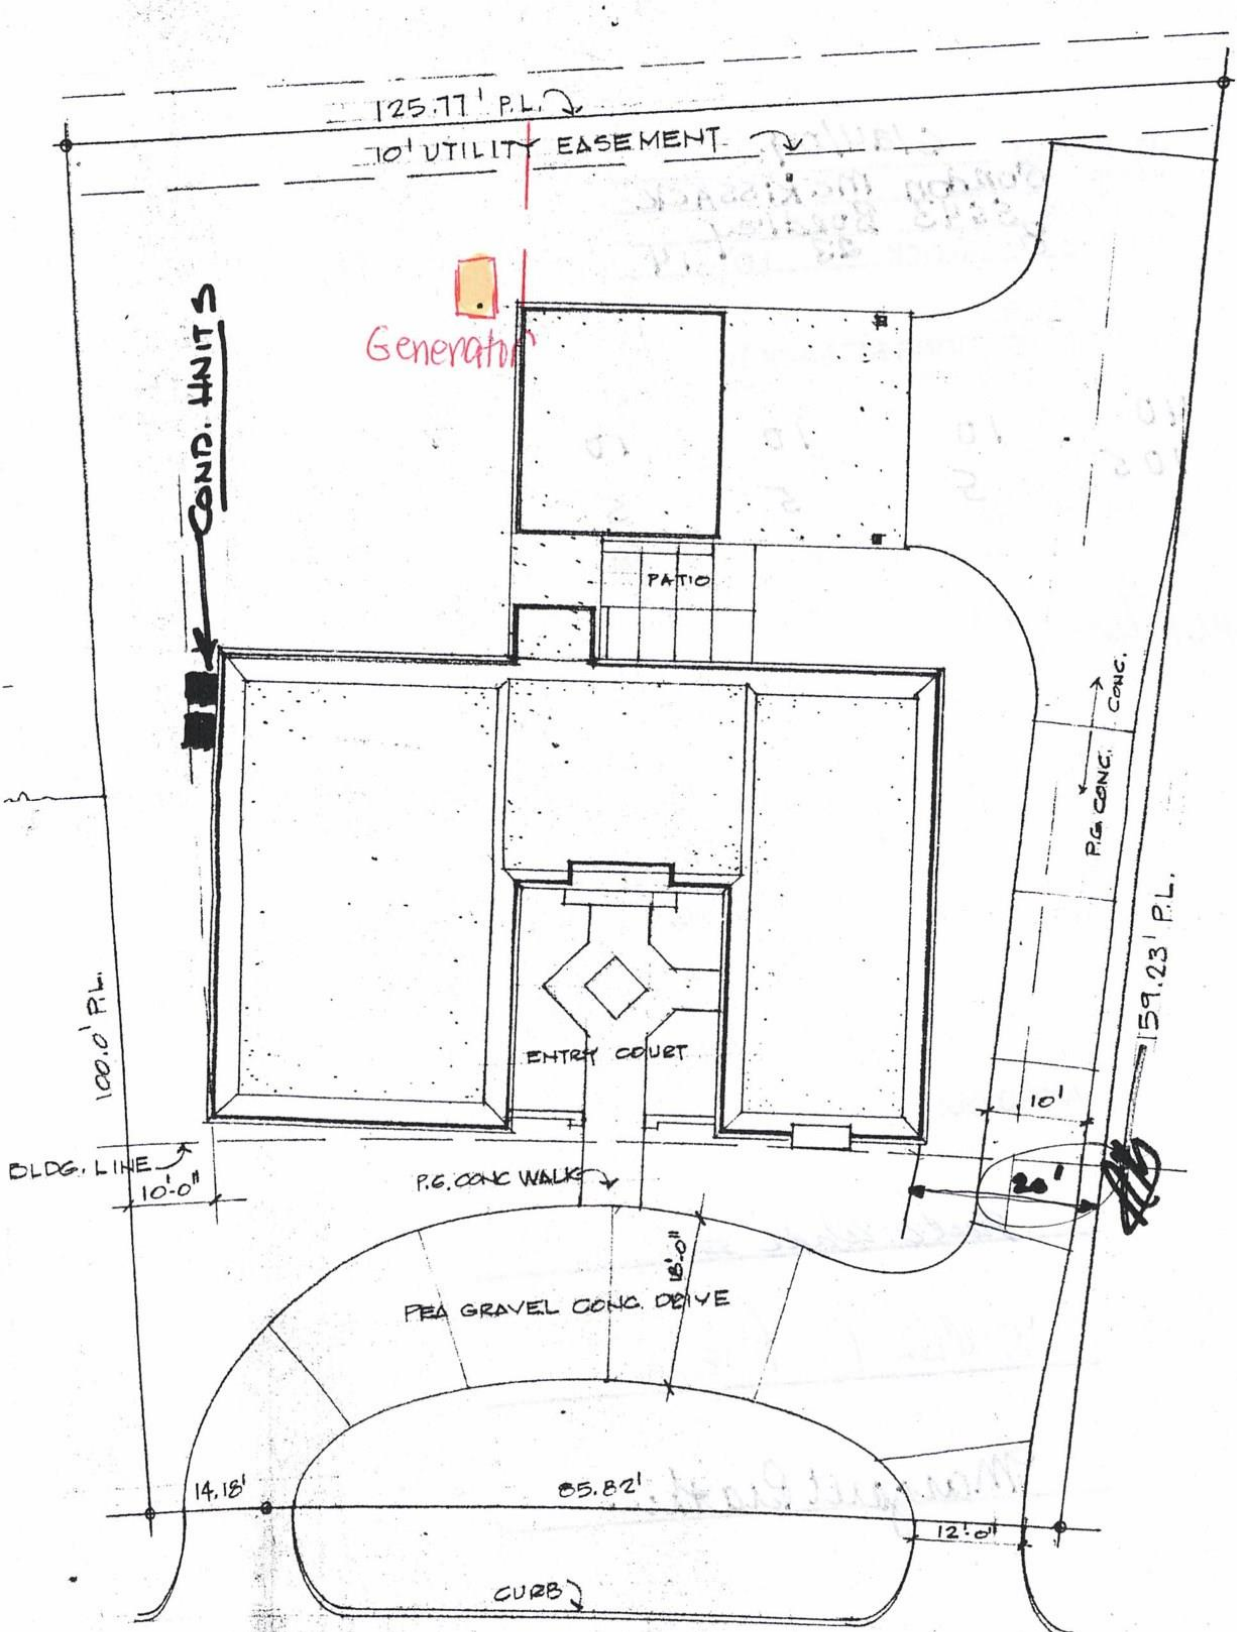 125.77' P.L.
10' UTILITY EASEMENT
Generator
COND. UNITS
PATIO
CONC.
P.G. CONC.
159.23' P.L.
100.0' P.L.
ENTRY COURT
10'
BLDG. LINE
10'-0"
P.G. CONC WALK
20'
18'-0"
PEA GRAVEL CONC. DRIVE
14.18'
85.82'
12'-0"
CURB